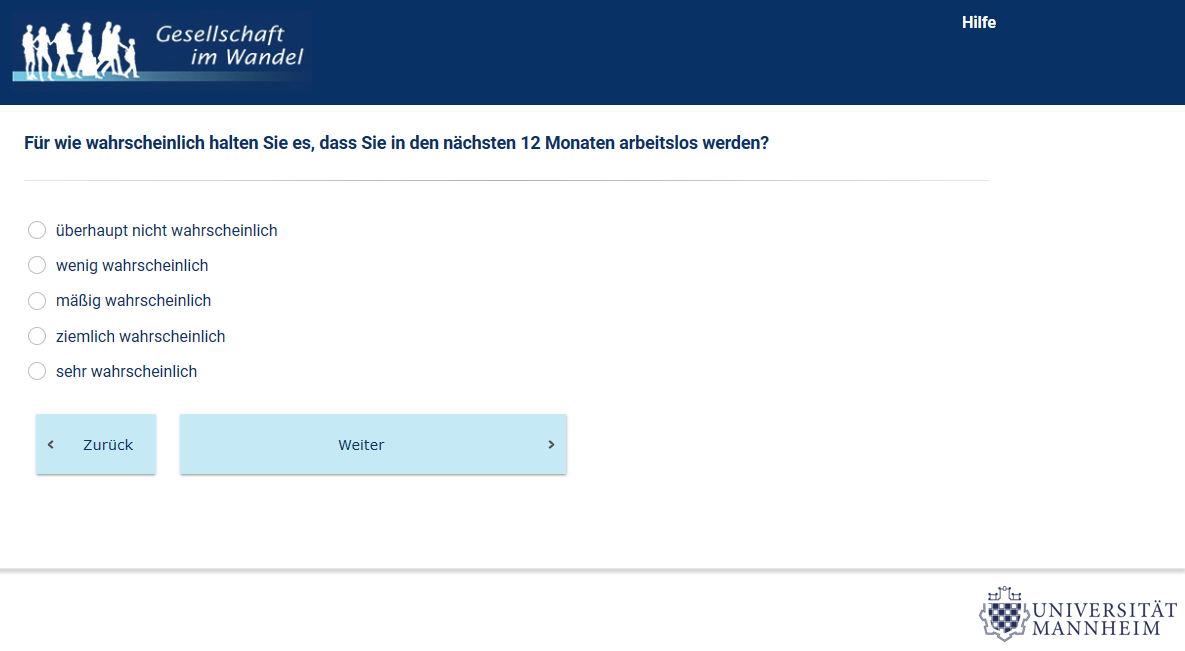 Gesellschaft
im Wandel
Hilfe
Für wie wahrscheinlich halten Sie es, dass Sie in den nächsten 12 Monaten arbeitslos werden?
überhaupt nicht wahrscheinlich
wenig wahrscheinlich
mäßig wahrscheinlich
ziemlich wahrscheinlich
sehr wahrscheinlich
Zurück
Weiter
UNIVERSITÄT
MANNHEIM